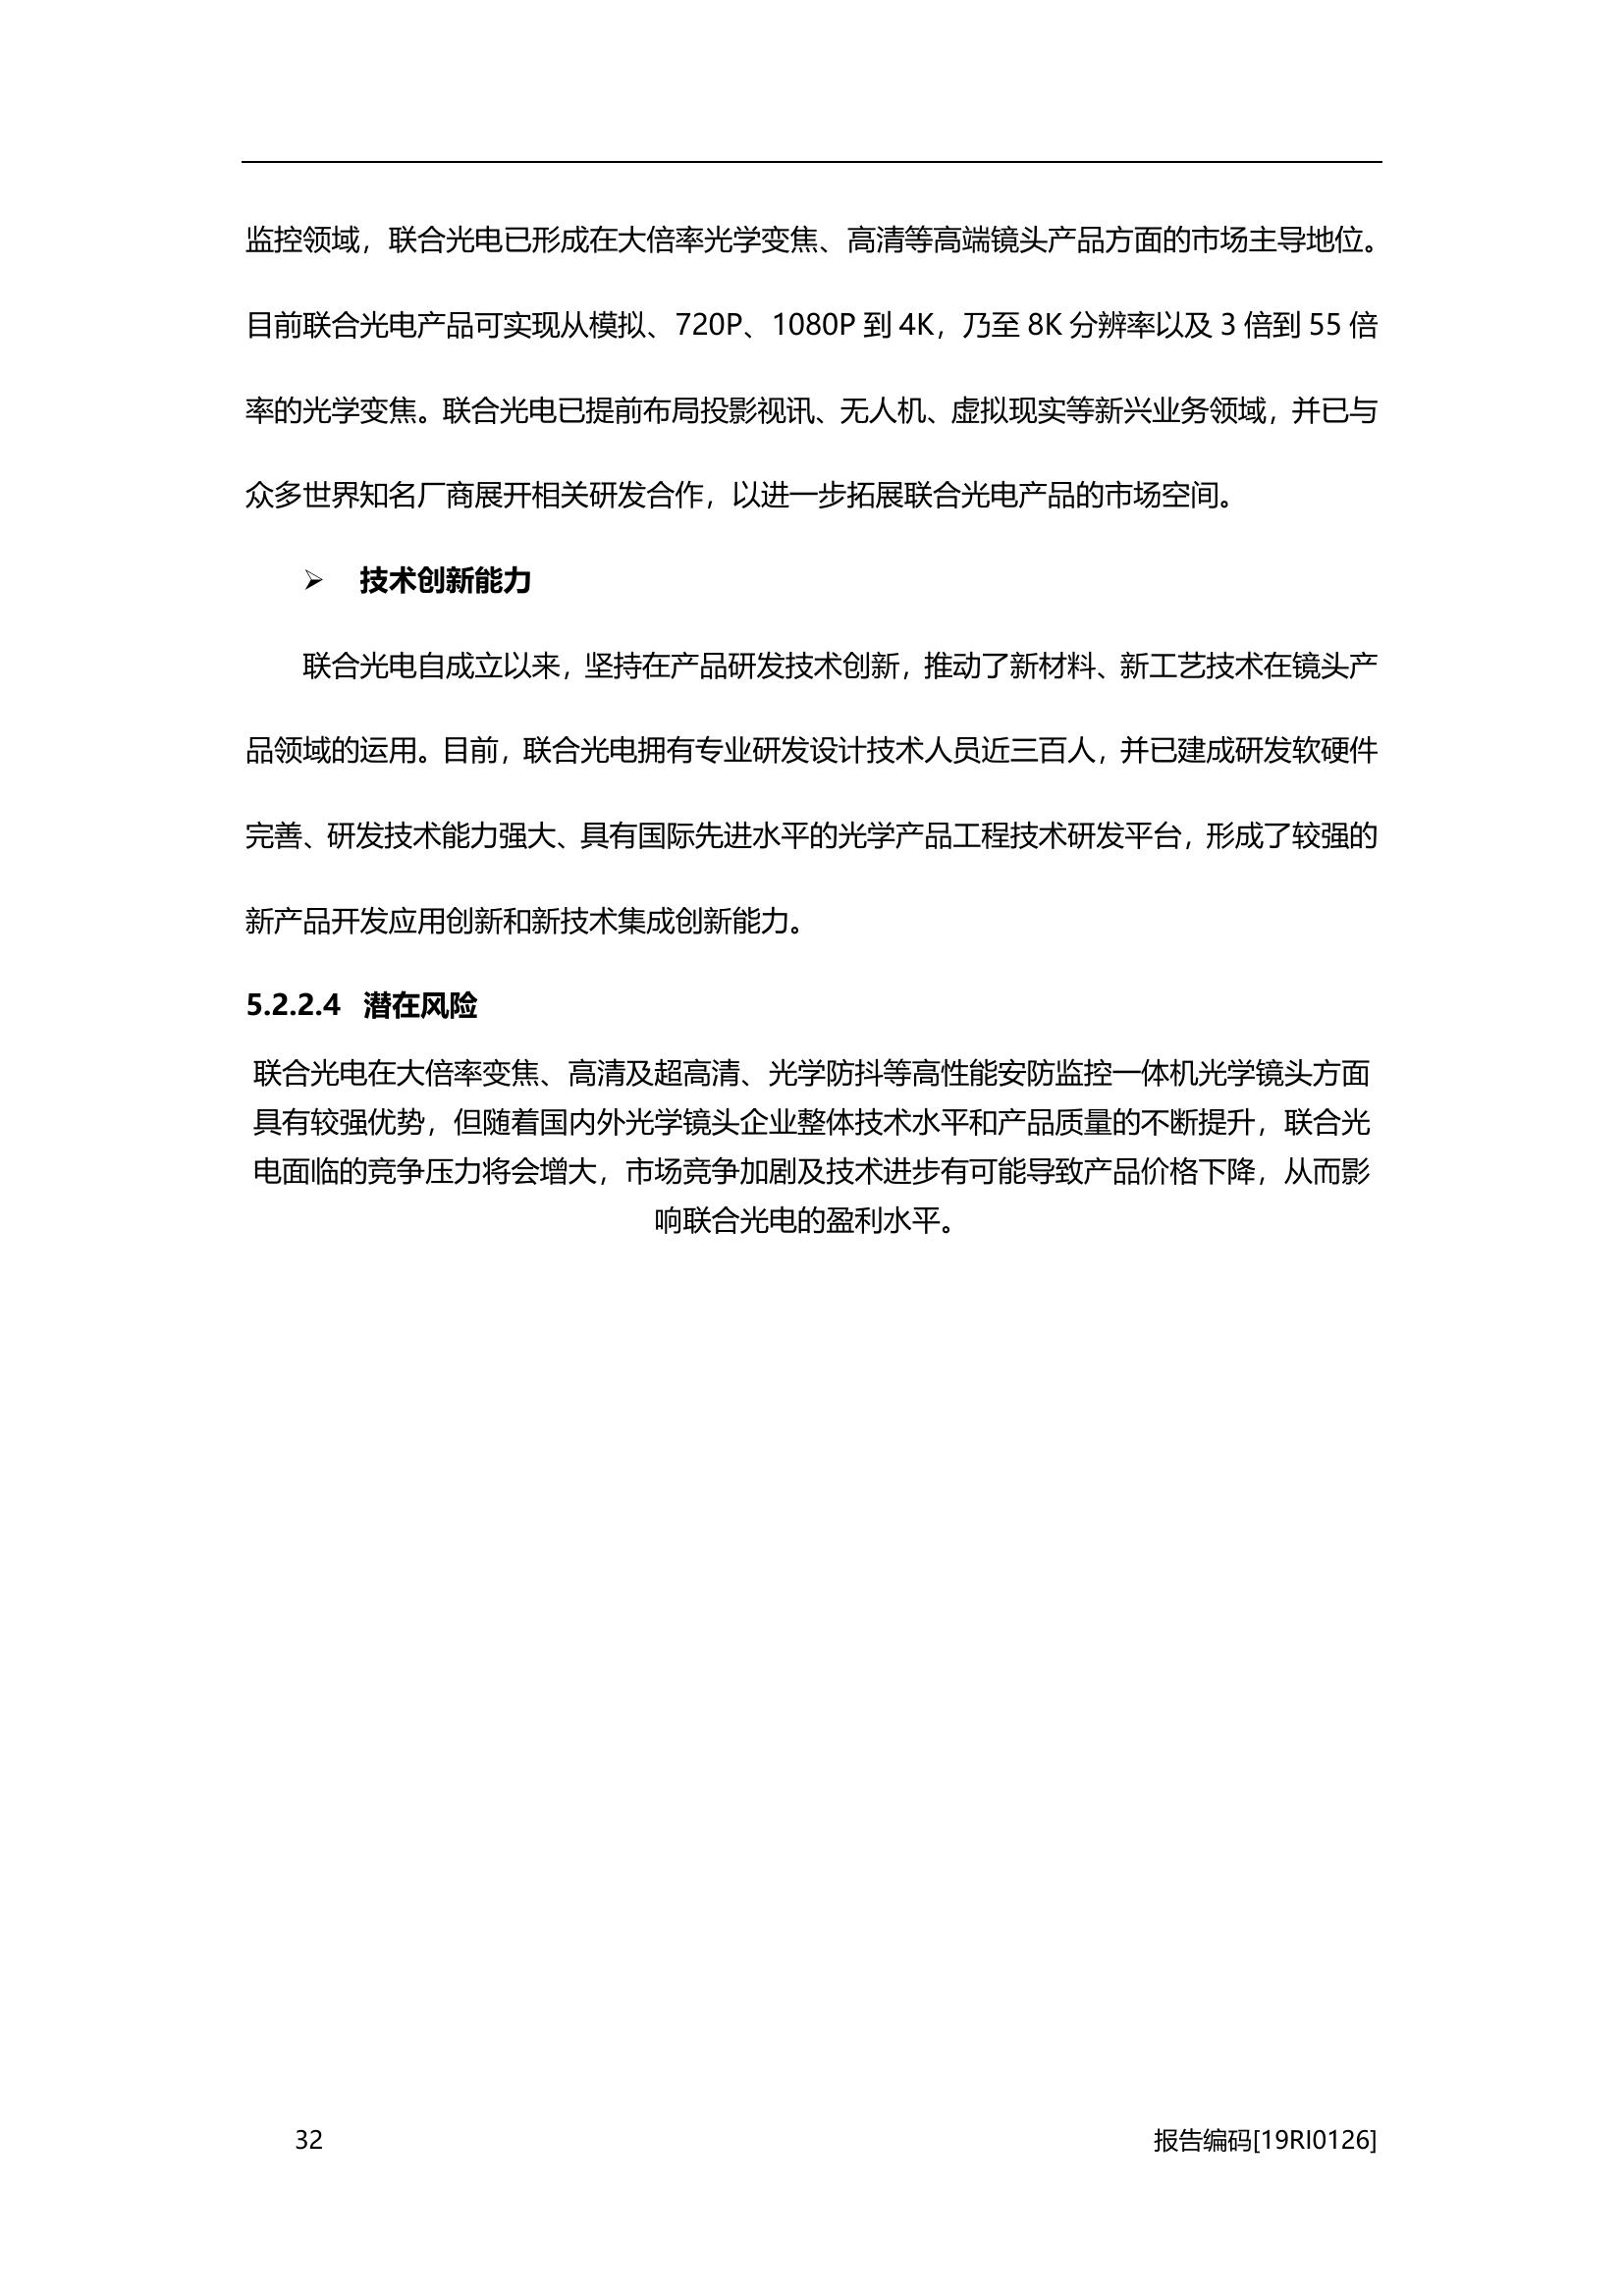 监控领域，联合光电已形成在大倍率光学变焦、高清等高端镜头产品方面的市场主导地位。
目前联合光电产品可实现从模拟、720P、1080P 到 4K，乃至 8K 分辨率以及 3 倍到 55 倍
率的光学变焦。联合光电已提前布局投影视讯、无人机、虚拟现实等新兴业务领域，并已与
众多世界知名厂商展开相关研发合作，以进一步拓展联合光电产品的市场空间。
➢ 技术创新能力
联合光电自成立以来，坚持在产品研发技术创新，推动了新材料、新工艺技术在镜头产
品领域的运用。目前，联合光电拥有专业研发设计技术人员近三百人，并已建成研发软硬件
完善、研发技术能力强大、具有国际先进水平的光学产品工程技术研发平台，形成了较强的
新产品开发应用创新和新技术集成创新能力。
5.2.2.4 潜在风险
联合光电在大倍率变焦、高清及超高清、光学防抖等高性能安防监控一体机光学镜头方面
具有较强优势，但随着国内外光学镜头企业整体技术水平和产品质量的不断提升，联合光
电面临的竞争压力将会增大，市场竞争加剧及技术进步有可能导致产品价格下降，从而影
响联合光电的盈利水平。
32 报告编码[19RI0126]